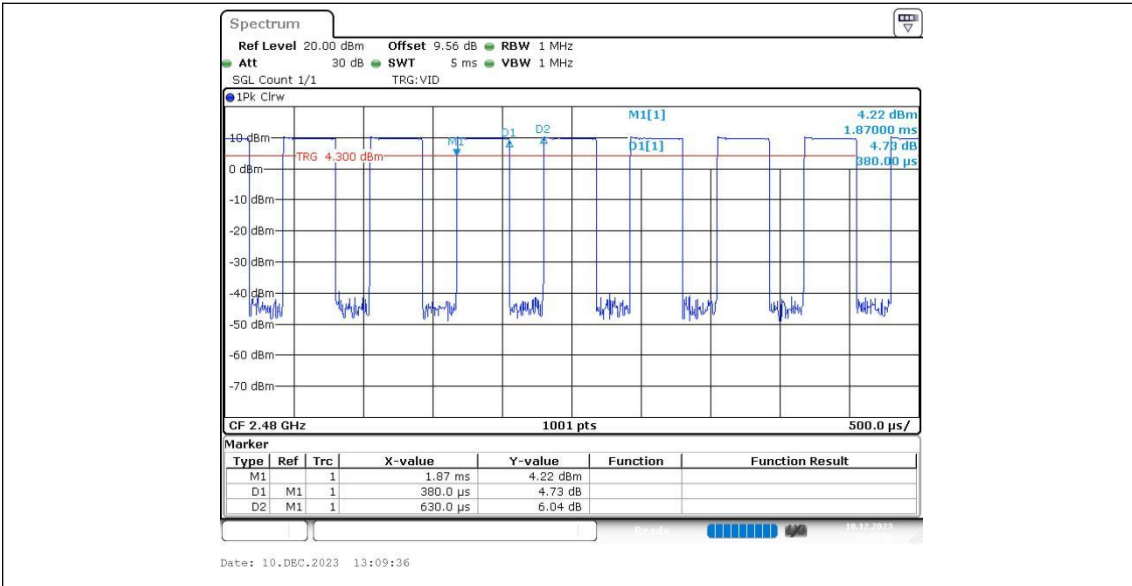 Spectrum
Ref Level 20.00 dBm Offset 9.56 dB RBW 1 MHz
Att 30 dB SWT 5 ms VBW 1 MHz
SGL Count 1/1 TRG:VID
1Pk Clrw
M1[1] 4.22 dBm
1.87000 ms
D1[1] 4.73 dB
380.00 µs
10 dBm
M1 D1 D2
TRG 4.300 dBm
0 dBm
-10 dBm
-20 dBm
-30 dBm
-40 dBm
-50 dBm
-60 dBm
-70 dBm
CF 2.48 GHz 1001 pts 500.0 µs/
Marker
Type Ref Trc X-value Y-value Function Function Result
M1 1 1.87 ms 4.22 dBm
D1 M1 1 380.0 µs 4.73 dB
D2 M1 1 630.0 µs 6.04 dB
Ready 10.12.2023
Date: 10.DEC.2023 13:09:36